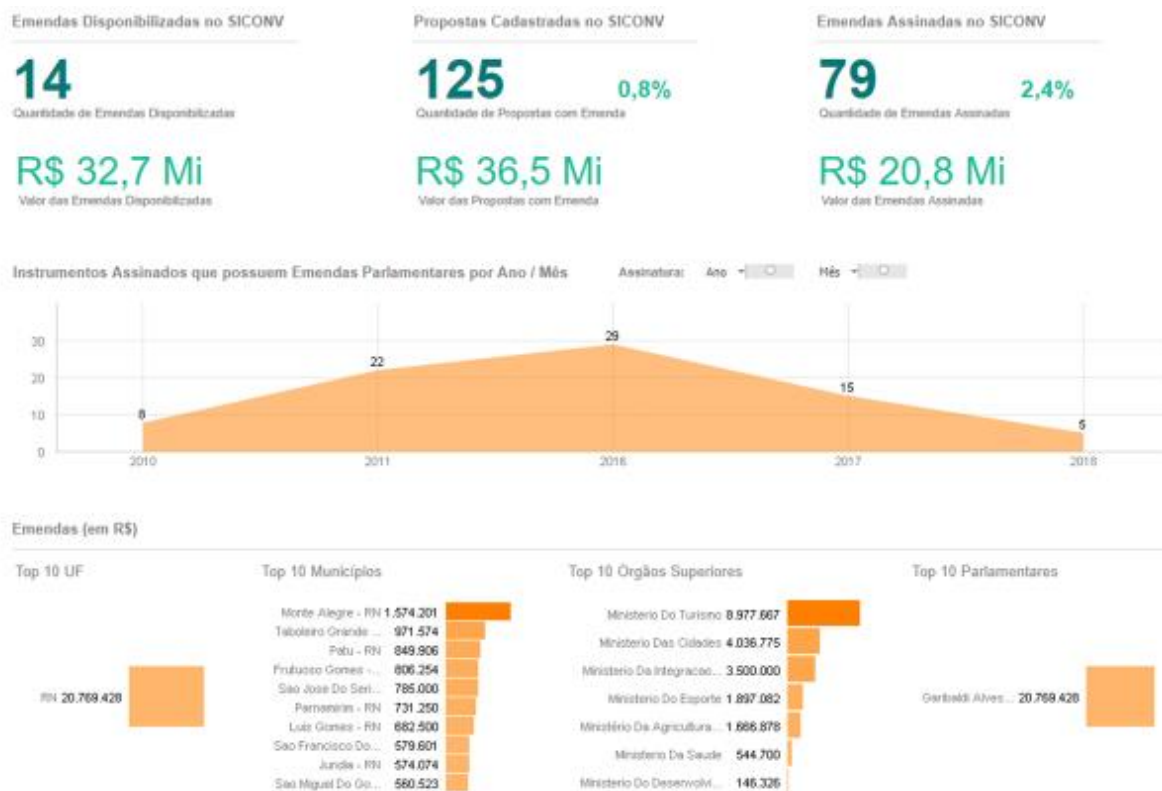 Emendas Disponibilizadas no SICONV
Propostas Cadastradas no SICONV
Emendas Assinadas no SICONV
14
125 0,8%
79 2,4%
Quantidade de Emendas Disponibilizadas
Quantidade de Propostas com Emenda
Quantidade de Emendas Assinadas
R$ 32,7 Mi
R$ 36,5 Mi
R$ 20,8 Mi
Valor das Emendas Disponibilizadas
Valor das Propostas com Emenda
Valor das Emendas Assinadas
Instrumentos Assinados que possuem Emendas Parlamentares por Ano / Mês
Assinatura: Ano Mês
30
20
10
0
8
22
29
15
5
2010 2011 2016 2017 2018
Emendas (em R$)
Top 10 UF
RN 20.769.428
Top 10 Municípios
Monte Alegre - RN 1.574.201
Taboleiro Grande ... 971.574
Patu - RN 849.906
Frutuoso Gomes -... 806.254
Sao Jose Do Seri... 785.000
Parnamirim - RN 731.250
Luis Gomes - RN 682.500
Sao Francisco Do... 579.601
Jundia - RN 574.074
Sao Miguel Do Go... 560.523
Top 10 Orgãos Superiores
Ministerio Do Turismo 8.977.667
Ministerio Das Cidades 4.036.775
Ministerio Da Integracao... 3.500.000
Ministerio Do Esporte 1.897.082
Ministério Da Agricultura... 1.666.878
Ministerio Da Saude 544.700
Ministerio Do Desenvolvi... 146.326
Top 10 Parlamentares
Garibaldi Alves... 20.769.428